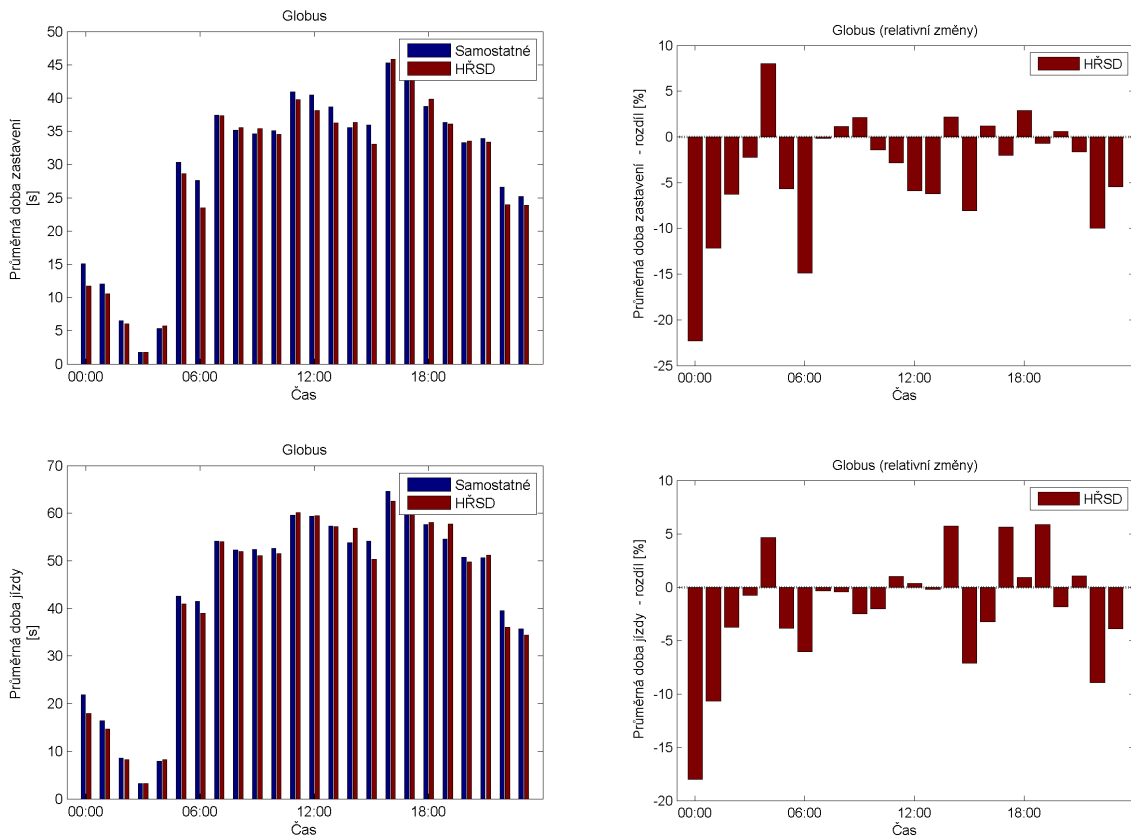 Globus
50
45
40
35
30
25
20
15
10
5
0
Průměrná doba zastavení
[s]
Samostatné
HŘSD
00:00 06:00 12:00 18:00
Čas
Globus (relativní změny)
10
5
0
-5
-10
-15
-20
-25
Průměrná doba zastavení - rozdíl [%]
HŘSD
00:00 06:00 12:00 18:00
Čas
Globus
70
60
50
40
30
20
10
0
Průměrná doba jízdy
[s]
Samostatné
HŘSD
00:00 06:00 12:00 18:00
Čas
Globus (relativní změny)
10
5
0
-5
-10
-15
-20
Průměrná doba jízdy - rozdíl [%]
HŘSD
00:00 06:00 12:00 18:00
Čas